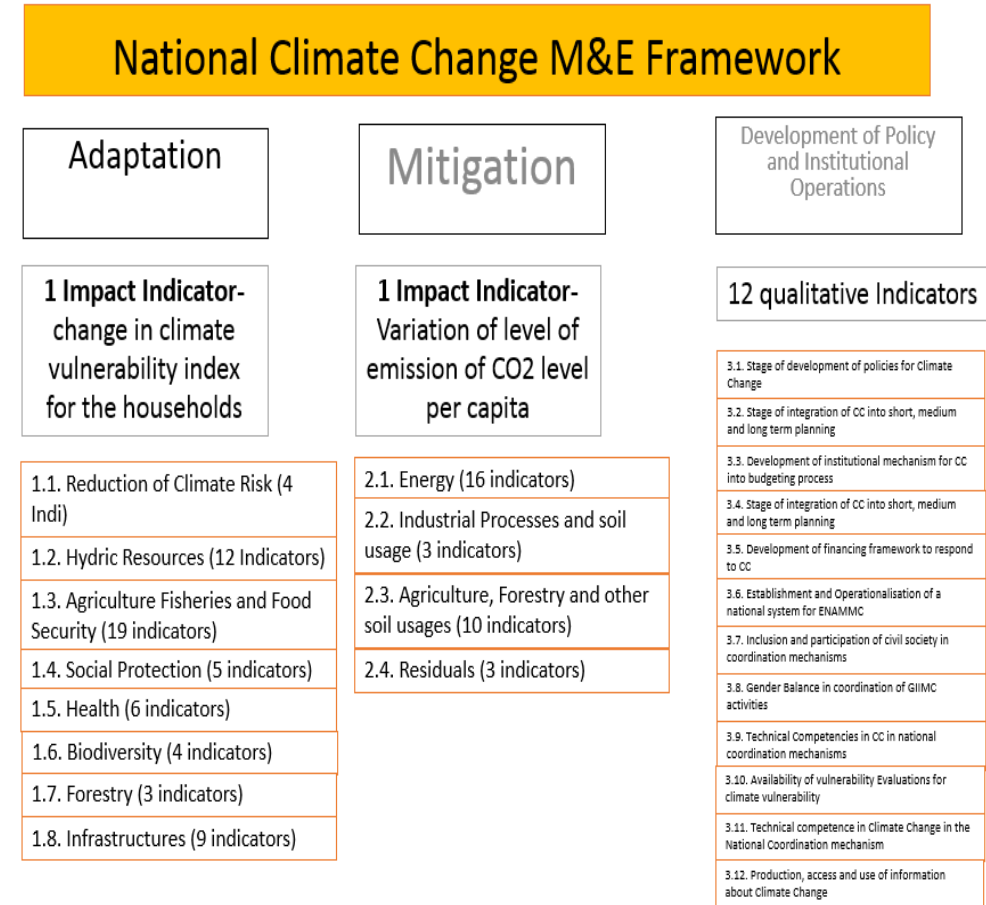 National Climate Change M&E Framework
Adaptation
1 Impact Indicator-
change in climate
vulnerability index
for the households
1.1. Reduction of Climate Risk (4
Indi)
1.2. Hydric Resources (12 Indicators)
1.3. Agriculture Fisheries and Food
Security (19 indicators)
1.4. Social Protection (5 indicators)
1.5. Health (6 indicators)
1.6. Biodiversity (4 indicators)
1.7. Forestry (3 indicators)
1.8. Infrastructures (9 indicators)
Mitigation
1 Impact Indicator-
Variation of level of
emission of CO2 level
per capita
2.1. Energy (16 indicators)
2.2. Industrial Processes and soil
usage (3 indicators)
2.3. Agriculture, Forestry and other
soil usages (10 indicators)
2.4. Residuals (3 indicators)
Development of Policy
and Institutional
Operations
12 qualitative Indicators
3.1. Stage of development of policies for Climate
Change
3.2. Stage of integration of CC into short, medium
and long term planning
3.3. Development of institutional mechanism for CC
into budgeting process
3.4. Stage of integration of CC into short, medium
and long term planning
3.5. Development of financing framework to respond
to CC
3.6. Establishment and Operationalisation of a
national system for ENAMMC
3.7. Inclusion and participation of civil society in
coordination mechanisms
3.8. Gender Balance in coordination of GIIMC
activities
3.9. Technical Competencies in CC in national
coordination mechanisms
3.10. Availability of vulnerability Evaluations for
climate vulnerability
3.11. Technical competence in Climate Change in the
National Coordination mechanism
3.12. Production, access and use of information
about Climate Change